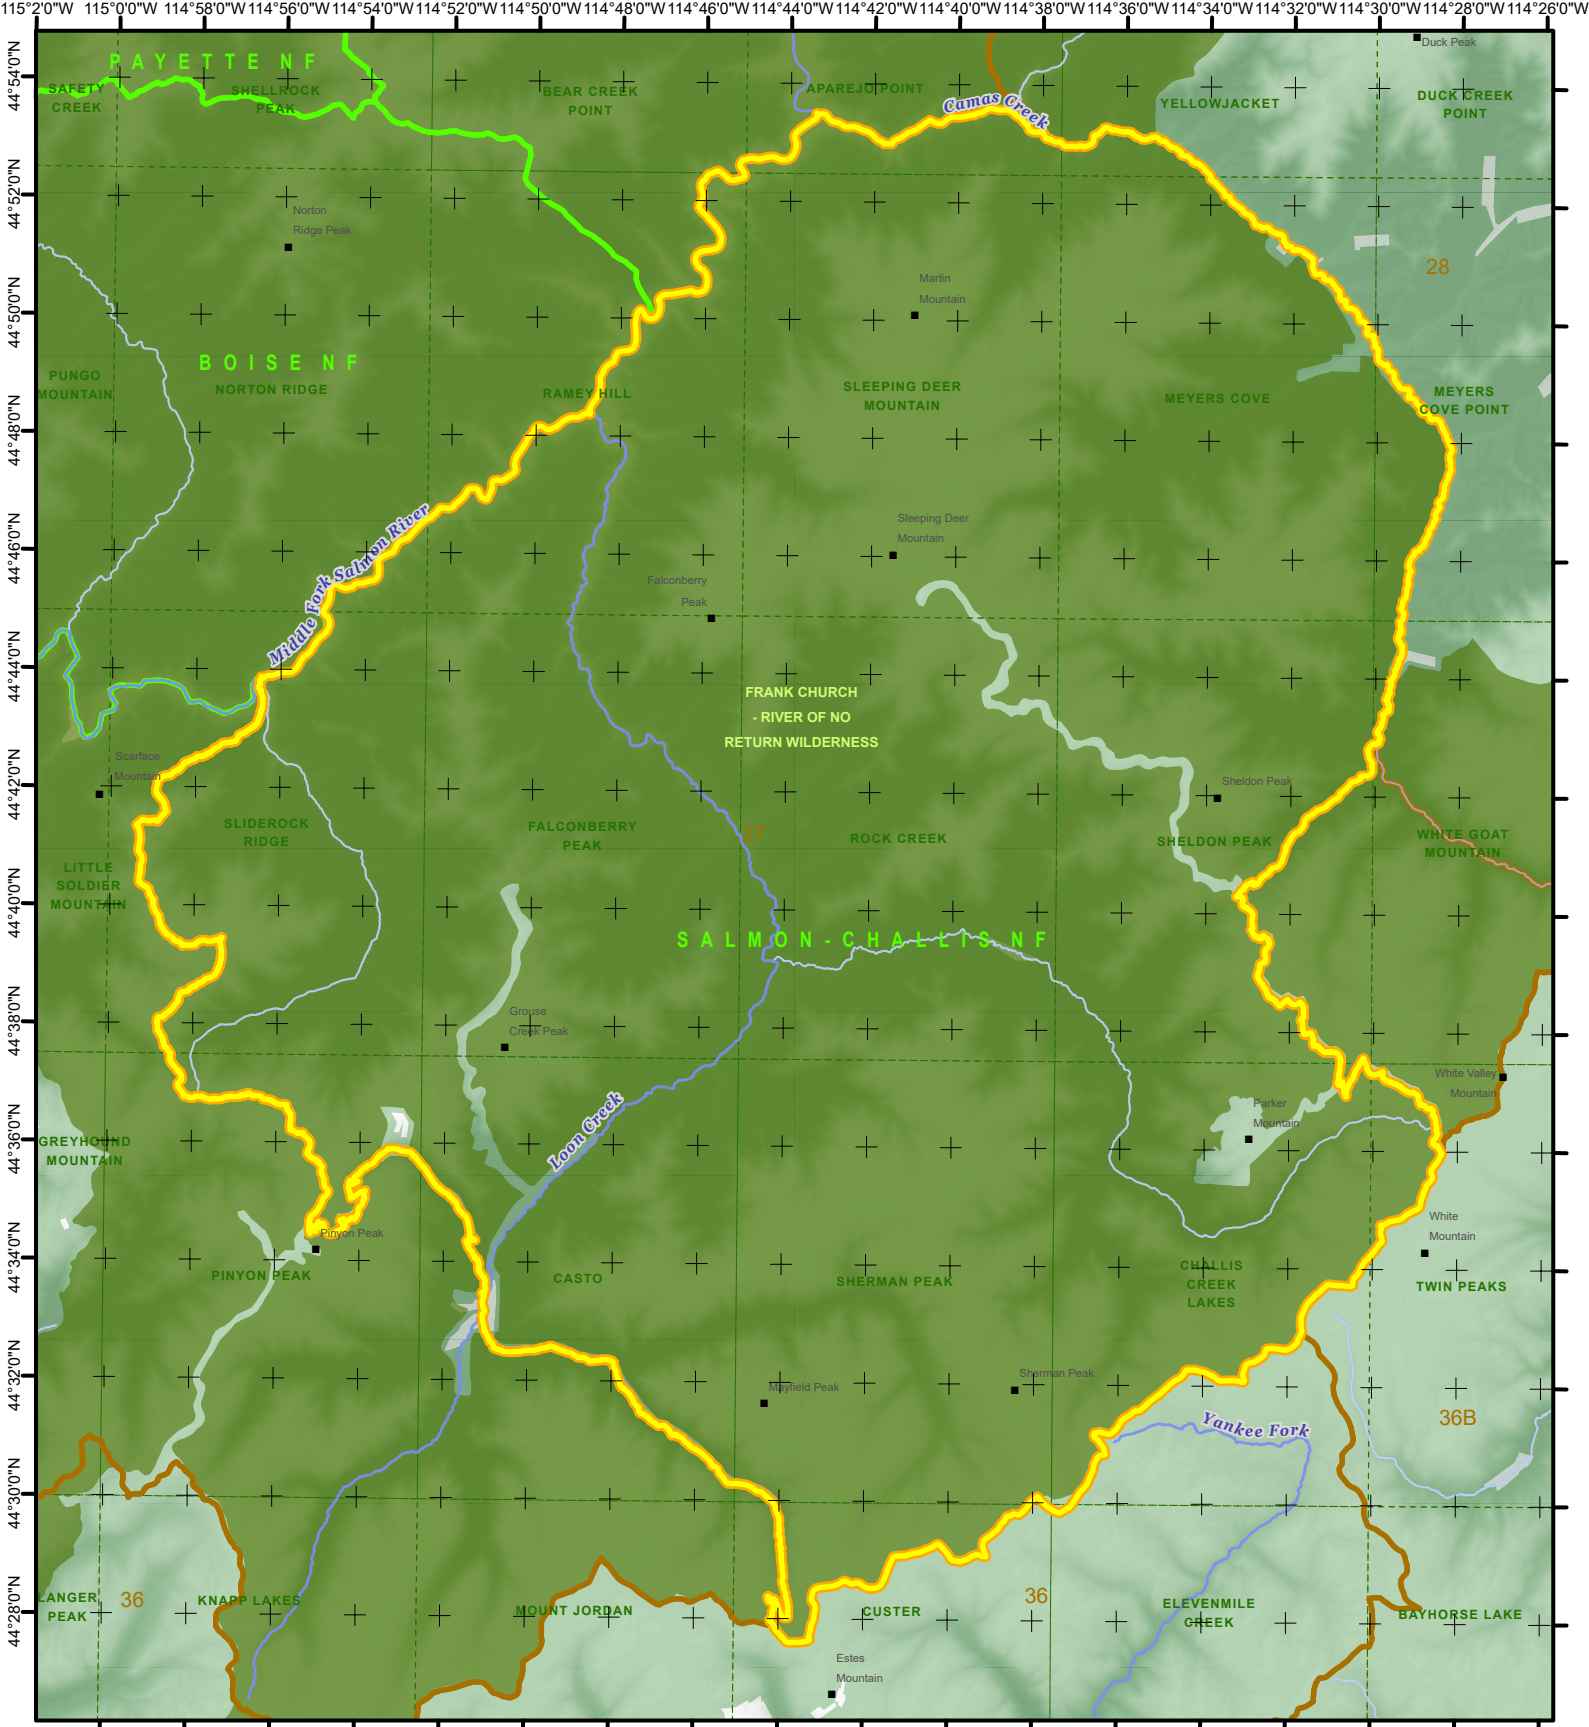 115°2'0"W 115°0'0"W 114°58'0"W 114°56'0"W 114°54'0"W 114°52'0"W 114°50'0"W 114°48'0"W 114°46'0"W 114°44'0"W 114°42'0"W 114°40'0"W 114°38'0"W 114°36'0"W 114°34'0"W 114°32'0"W 114°30'0"W 114°28'0"W 114°26'0"W
44°54'0"N
44°52'0"N
44°50'0"N
44°48'0"N
44°46'0"N
44°44'0"N
44°42'0"N
44°40'0"N
44°38'0"N
44°36'0"N
44°34'0"N
44°32'0"N
44°30'0"N
44°28'0"N
PAYETTE NF
SAFETY
CREEK
SHELLROCK
PEAK
BEAR CREEK
POINT
APAREJO POINT
Camas Creek
YELLOWJACKET
Duck Peak
DUCK CREEK
POINT
Norton
Ridge Peak
28
Martin
Mountain
BOISE NF
NORTON RIDGE
PUNGO
MOUNTAIN
RAMEY HILL
SLEEPING DEER
MOUNTAIN
MEYERS COVE
MEYERS
COVE POINT
Middle Fork Salmon River
Sleeping Deer
Mountain
Falconberry
Peak
FRANK CHURCH
- RIVER OF NO
RETURN WILDERNESS
Scarface
Mountain
Sheldon Peak
SLIDEROCK
RIDGE
FALCONBERRY
PEAK
27
ROCK CREEK
SHELDON PEAK
WHITE GOAT
MOUNTAIN
LITTLE
SOLDIER
MOUNTAIN
SALMON-CHALLIS NF
Grouse
Creek Peak
White Valley
Mountain
Parker
Mountain
Loon Creek
GREYHOUND
MOUNTAIN
Pinyon Peak
White
Mountain
PINYON PEAK
CASTO
SHERMAN PEAK
CHALLIS
CREEK
LAKES
TWIN PEAKS
Mayfield Peak
Sherman Peak
Yankee Fork
36B
LANGER
PEAK
36
KNAPP LAKES
MOUNT JORDAN
CUSTER
36
ELEVENMILE
CREEK
BAYHORSE LAKE
Estes
Mountain